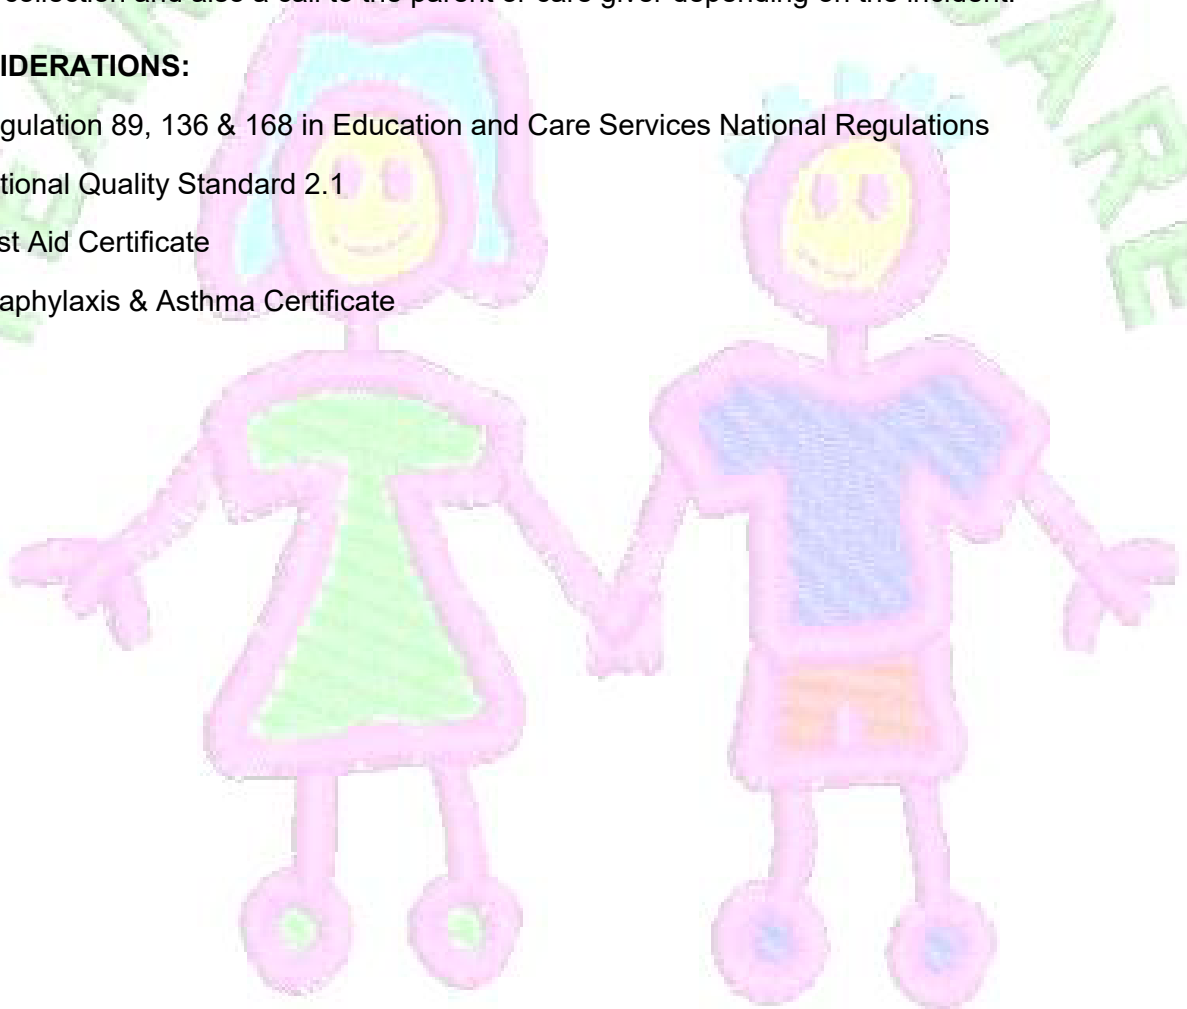 collection and also a call to the parent or care giver depending on the incident.
IDERATIONS:
gulation 89, 136 & 168 in Education and Care Services National Regulations
tional Quality Standard 2.1
st Aid Certificate
aphylaxis & Asthma Certificate
ARE